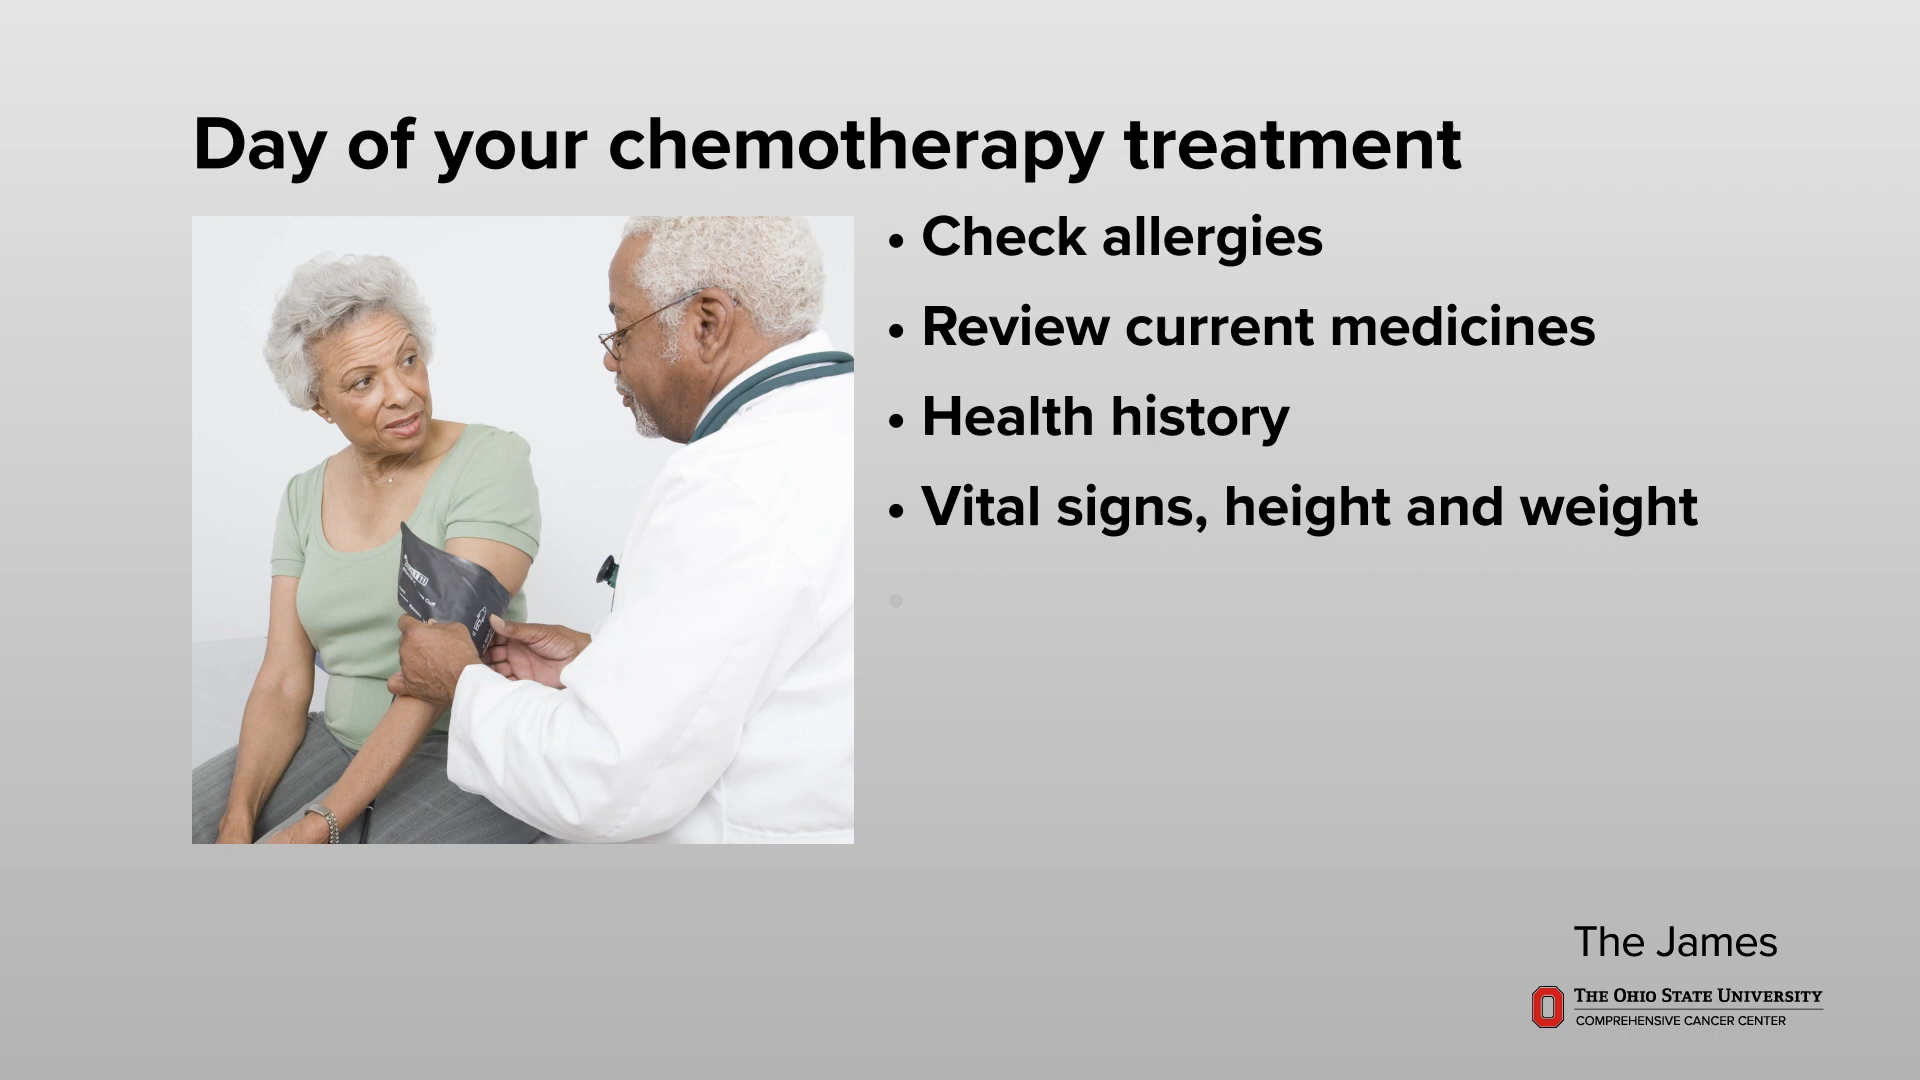 Day of your chemotherapy treatment
• Check allergies
• Review current medicines
• Health history
• Vital signs, height and weight
•
The James
THE OHIO STATE UNIVERSITY
COMPREHENSIVE CANCER CENTER